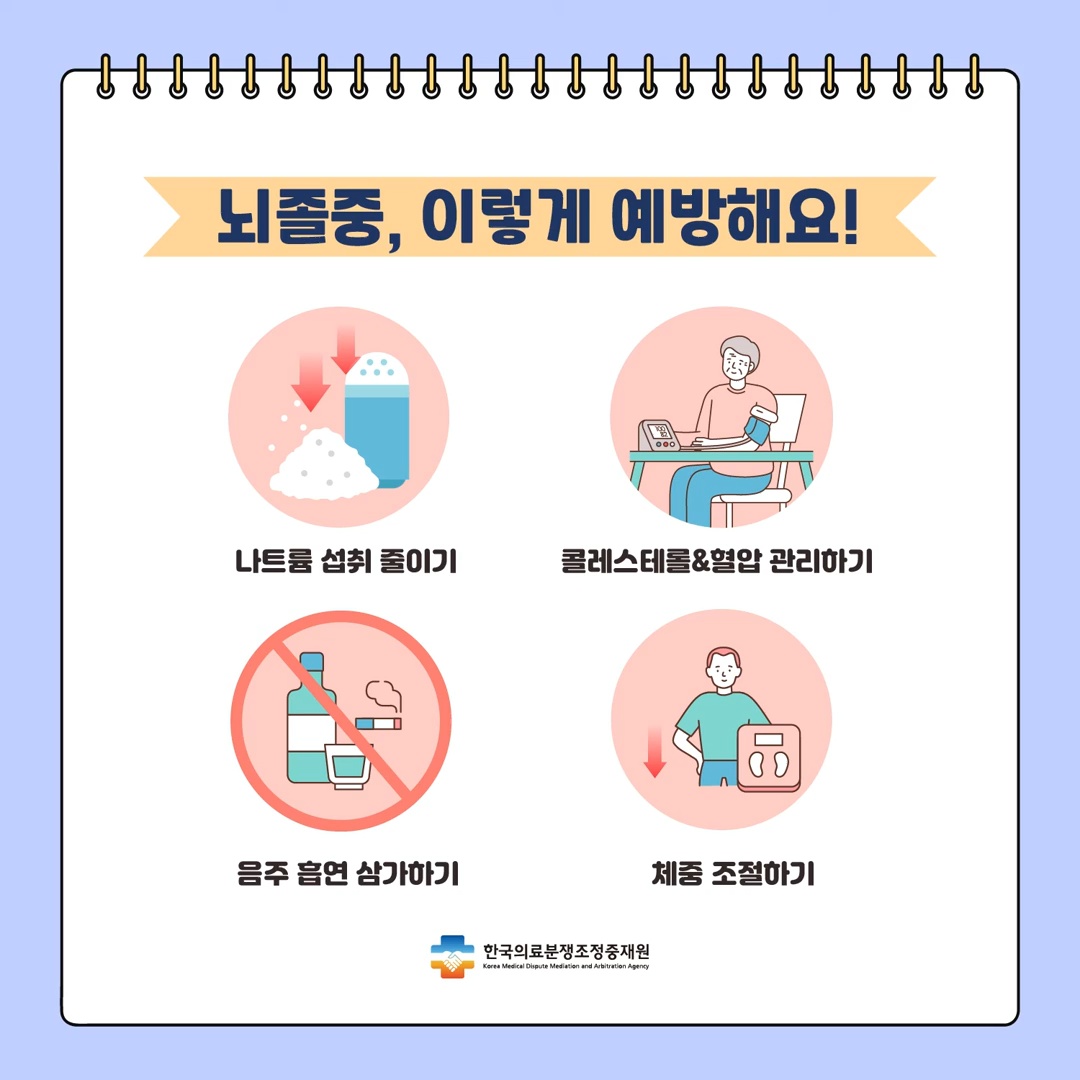 뇌졸중, 이렇게 예방해요!
나트륨 섭취 줄이기
콜레스테롤&혈압 관리하기
음주 흡연 삼가하기
체중 조절하기
한국의료분쟁조정중재원
Korea Medical Dispute Mediation and Arbitration Agency